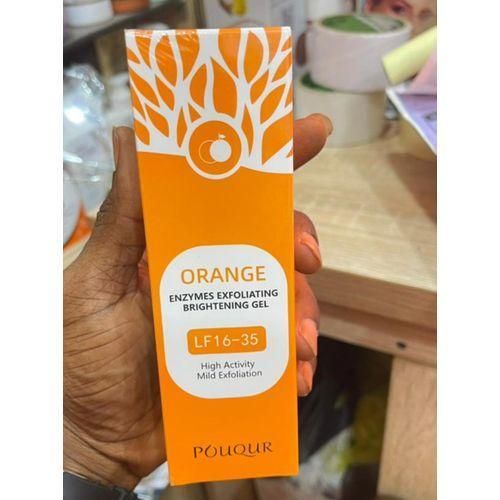 ORANGE
ENZYMES EXFOLIATING
BRIGHTENING GEL
LF16-35
High Activity
Mild Exfoliation
POUQUR